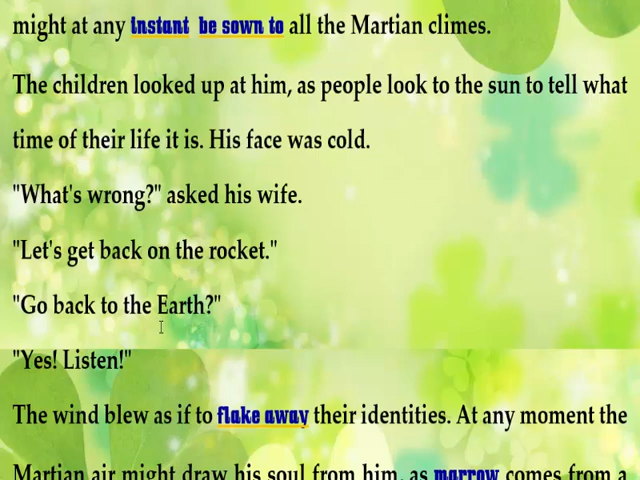 might at any instant be sown to all the Martian climes.
The children looked up at him, as people look to the sun to tell what
time of their life it is. His face was cold.
"What's wrong?" asked his wife.
"Let's get back on the rocket."
"Go back to the Earth?"
"Yes! Listen!"
The wind blew as if to flake away their identities. At any moment the
Martian air might draw his soul from him, as marrow comes from a